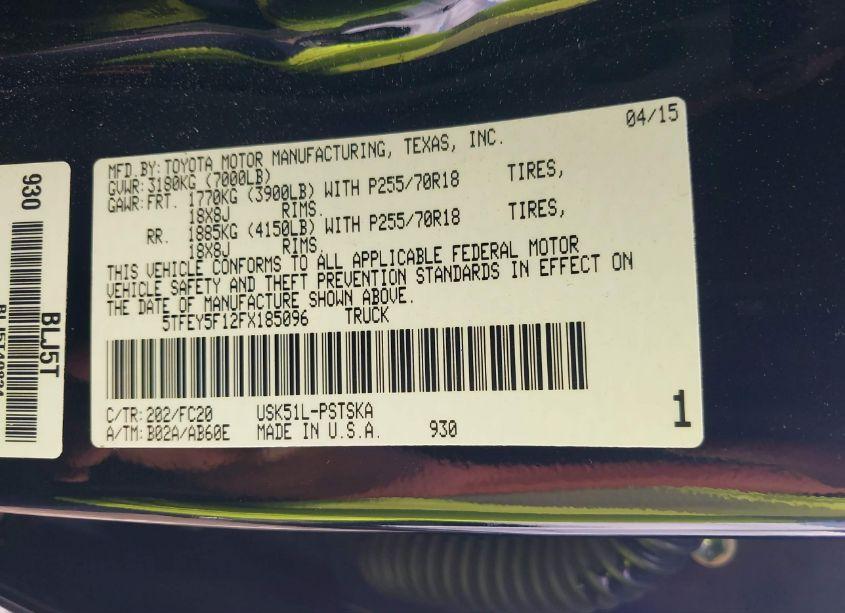 04/15
MFD.BY: TOYOTA MOTOR MANUFACTURING, TEXAS, INC.
GVWR: 3180KG (7000LB)
GAWR: FRT. 1770KG (3900LB) WITH P255/70R18 TIRES,
18X8J RIMS.
RR. 1885KG (4150LB) WITH P255/70R18 TIRES,
18X8J RIMS.
THIS VEHICLE CONFORMS TO ALL APPLICABLE FEDERAL MOTOR
VEHICLE SAFETY AND THEFT PREVENTION STANDARDS IN EFFECT ON
THE DATE OF MANUFACTURE SHOWN ABOVE.
5TFEY5F12FX185096 TRUCK
C/TR: 202/FC20 USK51L-PSTSKA
A/TM: B02A/AB60E MADE IN U.S.A. 930
1
930
BLJ5T